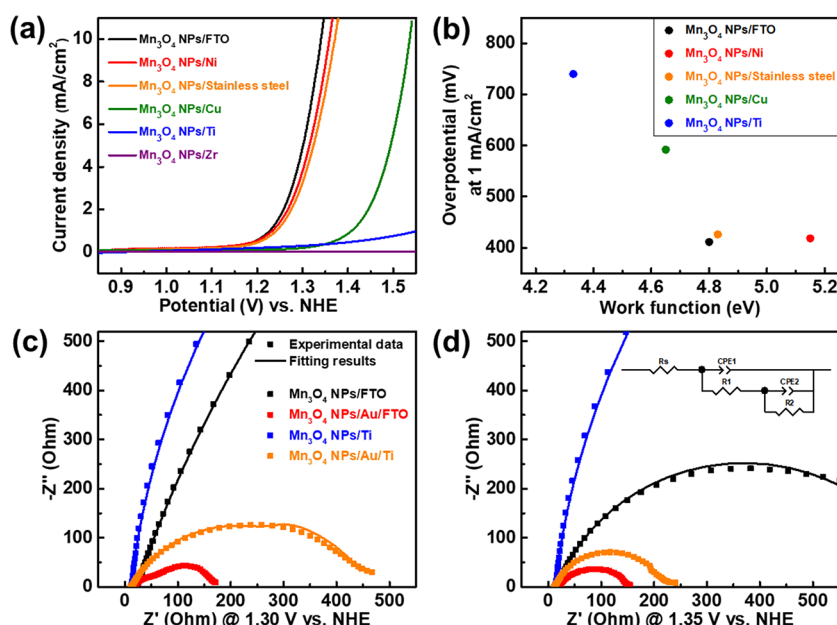 (a)
Mn₃O₄ NPs/FTO
Mn₃O₄ NPs/Ni
Mn₃O₄ NPs/Stainless steel
Mn₃O₄ NPs/Cu
Mn₃O₄ NPs/Ti
Mn₃O₄ NPs/Zr
Current density (mA/cm²)
10
8
6
4
2
0
0.9 1.0 1.1 1.2 1.3 1.4 1.5
Potential (V) vs. NHE
(b)
Mn₃O₄ NPs/FTO
Mn₃O₄ NPs/Ni
Mn₃O₄ NPs/Stainless steel
Mn₃O₄ NPs/Cu
Mn₃O₄ NPs/Ti
Overpotential (mV)
at 1 mA/cm²
800
700
600
500
400
4.2 4.4 4.6 4.8 5.0 5.2
Work function (eV)
(c)
Experimental data
Fitting results
Mn₃O₄ NPs/FTO
Mn₃O₄ NPs/Au/FTO
Mn₃O₄ NPs/Ti
Mn₃O₄ NPs/Au/Ti
-Z'' (Ohm)
500
400
300
200
100
0
0 100 200 300 400 500
Z' (Ohm) @ 1.30 V vs. NHE
(d)
Rs
CPE1
R1
CPE2
R2
-Z'' (Ohm)
500
400
300
200
100
0
0 100 200 300 400 500
Z' (Ohm) @ 1.35 V vs. NHE